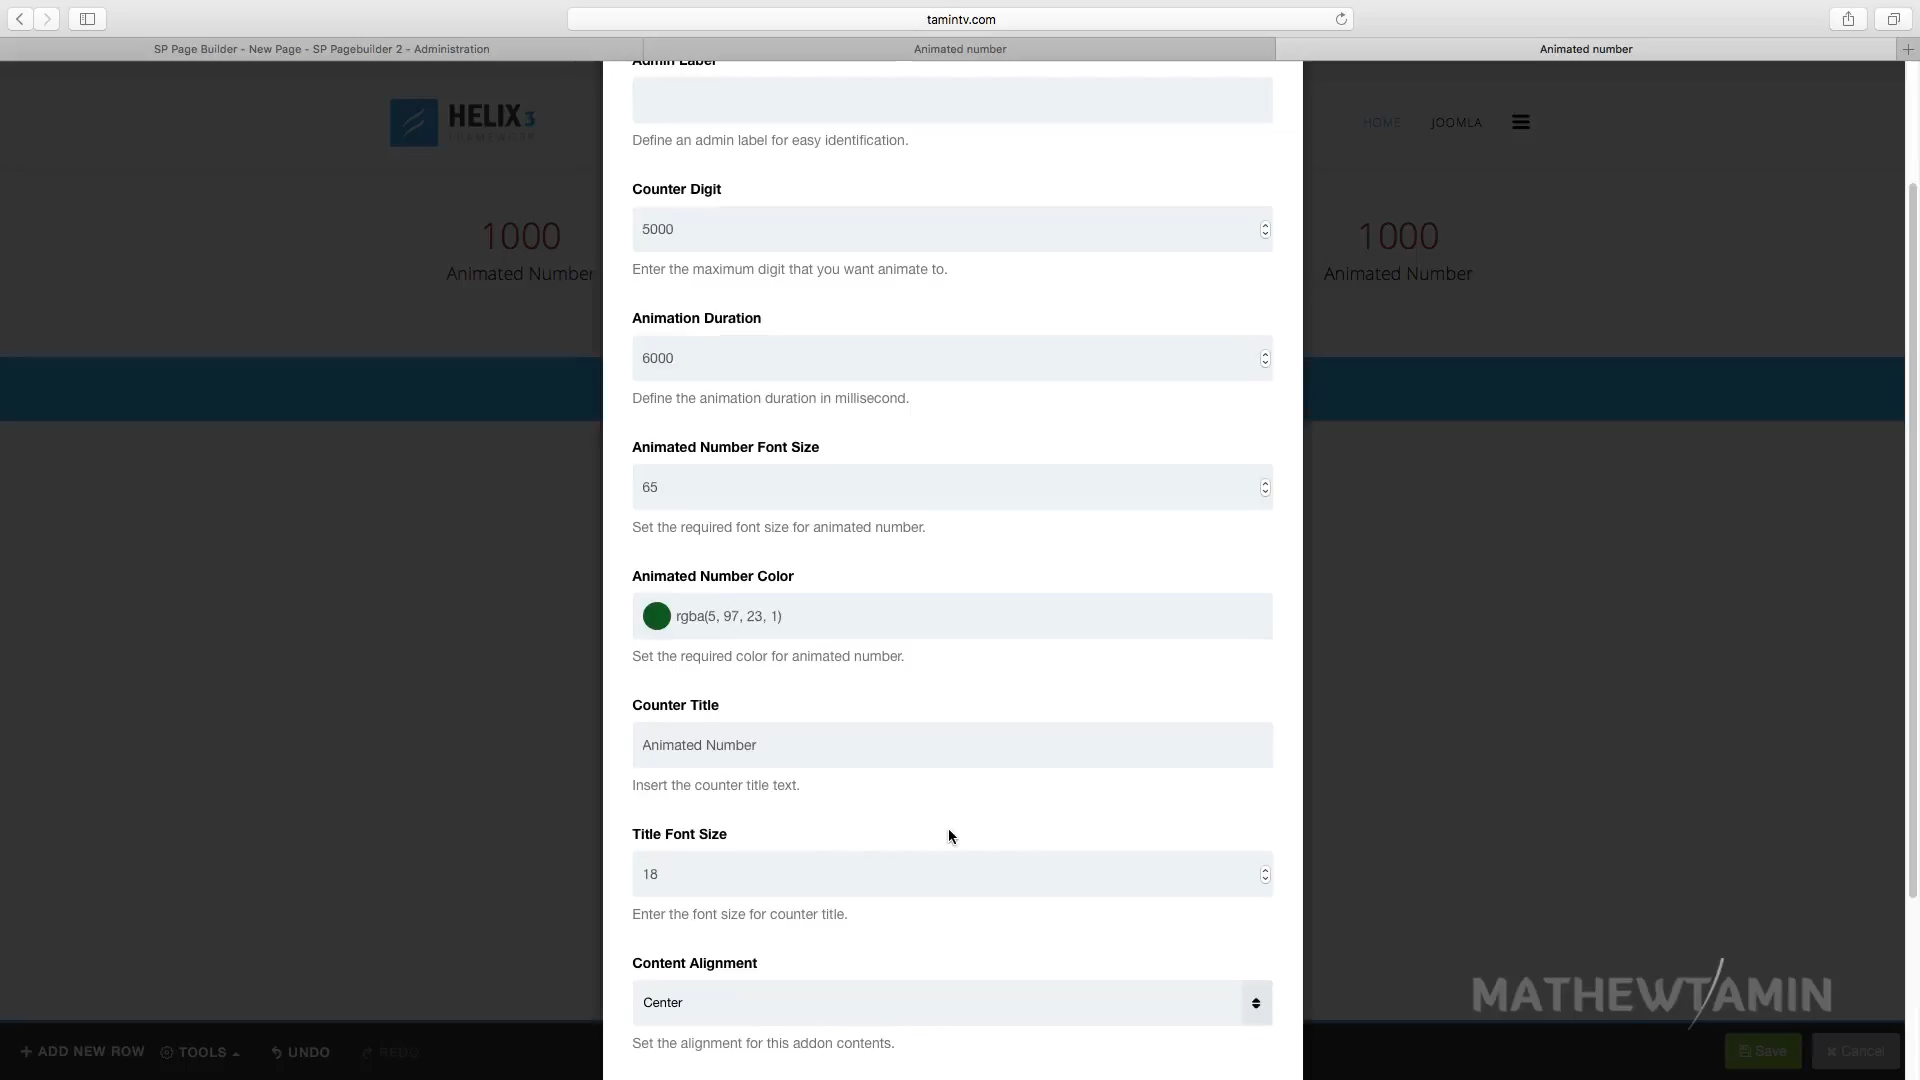 tamintv.com
SP Page Builder - New Page - SP Pagebuilder 2 - Administration
Animated number
Animated number
Admin Label
HELIX3
FRAMEWORK
HOME
JOOMLA
Define an admin label for easy identification.
Counter Digit
5000
Enter the maximum digit that you want animate to.
1000
Animated Number
1000
Animated Number
Animation Duration
6000
Define the animation duration in millisecond.
Animated Number Font Size
65
Set the required font size for animated number.
Animated Number Color
rgba(5, 97, 23, 1)
Set the required color for animated number.
Counter Title
Animated Number
Insert the counter title text.
Title Font Size
18
Enter the font size for counter title.
Content Alignment
Center
Set the alignment for this addon contents.
MATHEWTAMIN
ADD NEW ROW
TOOLS
UNDO
REDO
Save
Cancel